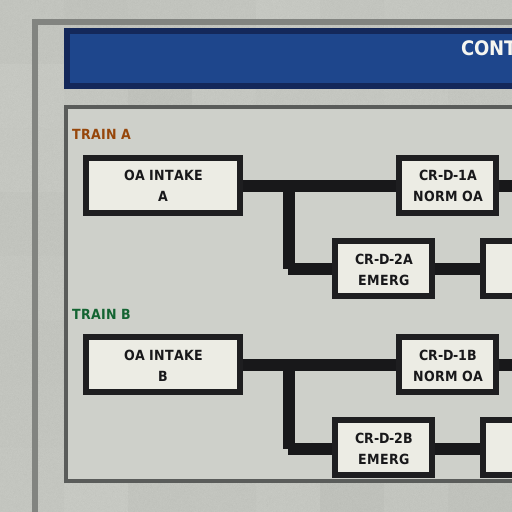 TRAIN A
OA INTAKE
A
CR-D-1A
NORM OA
CR-D-2A
EMERG
TRAIN B
OA INTAKE
B
CR-D-1B
NORM OA
CR-D-2B
EMERG